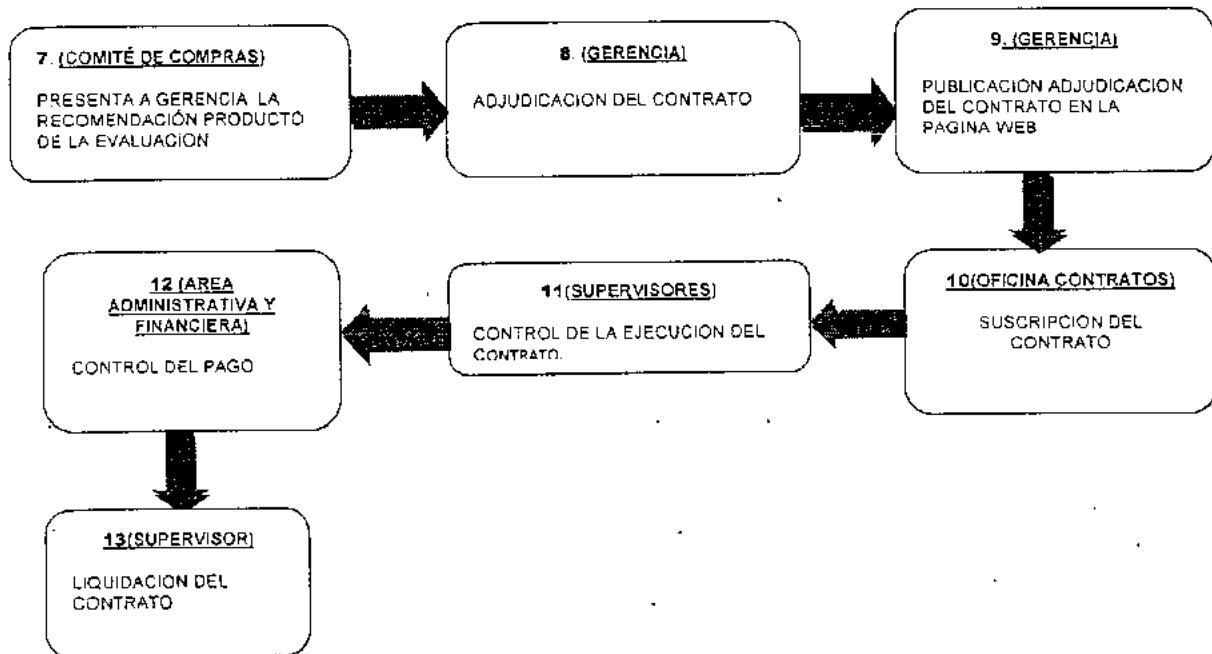 7. (COMITÉ DE COMPRAS)
PRESENTA A GERENCIA LA
RECOMENDACIÓN PRODUCTO
DE LA EVALUACION
8. (GERENCIA)
ADJUDICACION DEL CONTRATO
9. (GERENCIA)
PUBLICACION ADJUDICACION
DEL CONTRATO EN LA
PAGINA WEB
10(OFICINA CONTRATOS)
SUSCRIPCION DEL
CONTRATO
11(SUPERVISORES)
CONTROL DE LA EJECUCION DEL
CONTRATO.
12 (AREA
ADMINISTRATIVA Y
FINANCIERA)
CONTROL DEL PAGO
13(SUPERVISOR)
LIQUIDACION DEL
CONTRATO